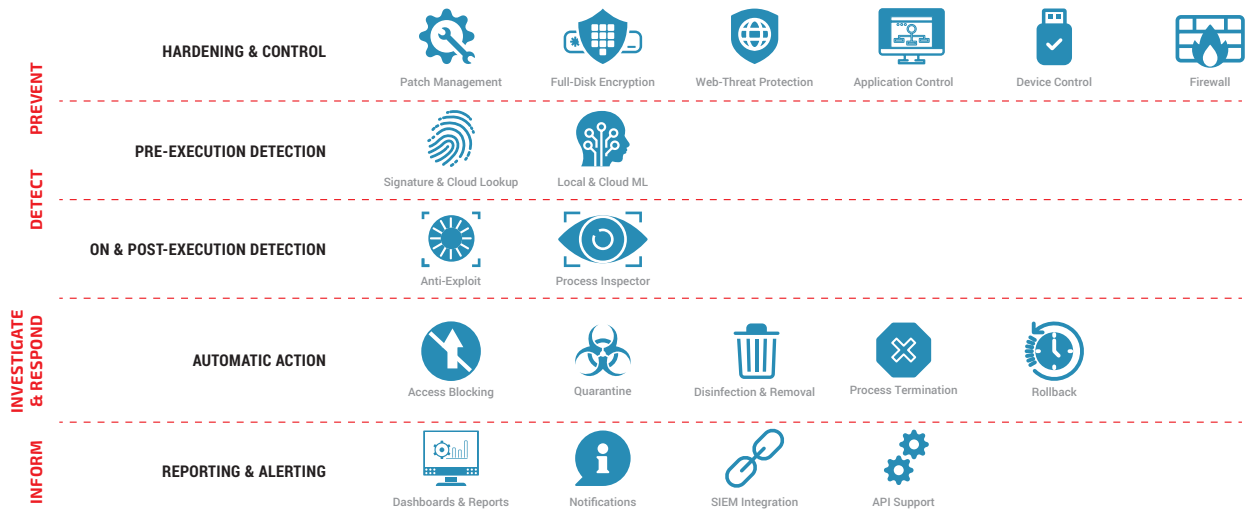 PREVENT
HARDENING & CONTROL
Patch Management
Full-Disk Encryption
Web-Threat Protection
Application Control
Device Control
Firewall
DETECT
PRE-EXECUTION DETECTION
Signature & Cloud Lookup
Local & Cloud ML
ON & POST-EXECUTION DETECTION
Anti-Exploit
Process Inspector
INVESTIGATE
& RESPOND
AUTOMATIC ACTION
Access Blocking
Quarantine
Disinfection & Removal
Process Termination
Rollback
INFORM
REPORTING & ALERTING
Dashboards & Reports
Notifications
SIEM Integration
API Support